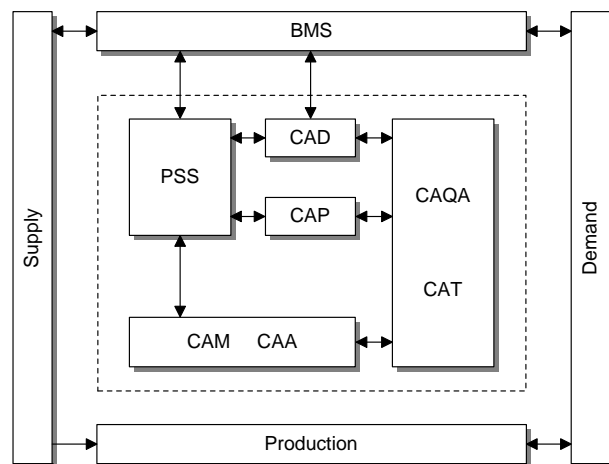 BMS
Supply
PSS
CAD
CAP
CAQA
CAT
CAM CAA
Demand
Production